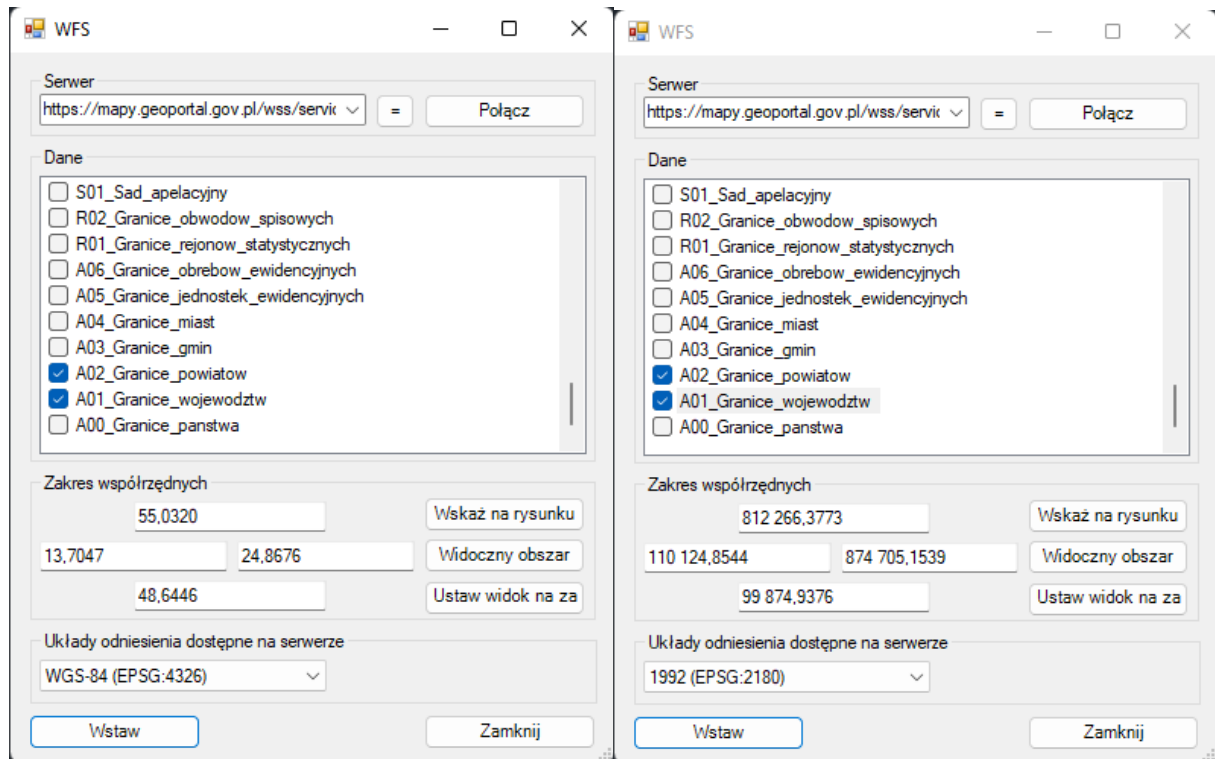 WFS
Serwer
https://mapy.geoportal.gov.pl/wss/servic
=
Połącz
Dane
S01_Sad_apelacyjny
R02_Granice_obwodow_spisowych
R01_Granice_rejonow_statystycznych
A06_Granice_obrebow_ewidencyjnych
A05_Granice_jednostek_ewidencyjnych
A04_Granice_miast
A03_Granice_gmin
A02_Granice_powiatow
A01_Granice_wojewodztw
A00_Granice_panstwa
Zakres współrzędnych
55,0320
Wskaż na rysunku
13,7047
24,8676
Widoczny obszar
48,6446
Ustaw widok na za
Układy odniesienia dostępne na serwerze
WGS-84 (EPSG:4326)
Wstaw
Zamknij
WFS
Serwer
https://mapy.geoportal.gov.pl/wss/servic
=
Połącz
Dane
S01_Sad_apelacyjny
R02_Granice_obwodow_spisowych
R01_Granice_rejonow_statystycznych
A06_Granice_obrebow_ewidencyjnych
A05_Granice_jednostek_ewidencyjnych
A04_Granice_miast
A03_Granice_gmin
A02_Granice_powiatow
A01_Granice_wojewodztw
A00_Granice_panstwa
Zakres współrzędnych
812 266,3773
Wskaż na rysunku
110 124,8544
874 705,1539
Widoczny obszar
99 874,9376
Ustaw widok na za
Układy odniesienia dostępne na serwerze
1992 (EPSG:2180)
Wstaw
Zamknij